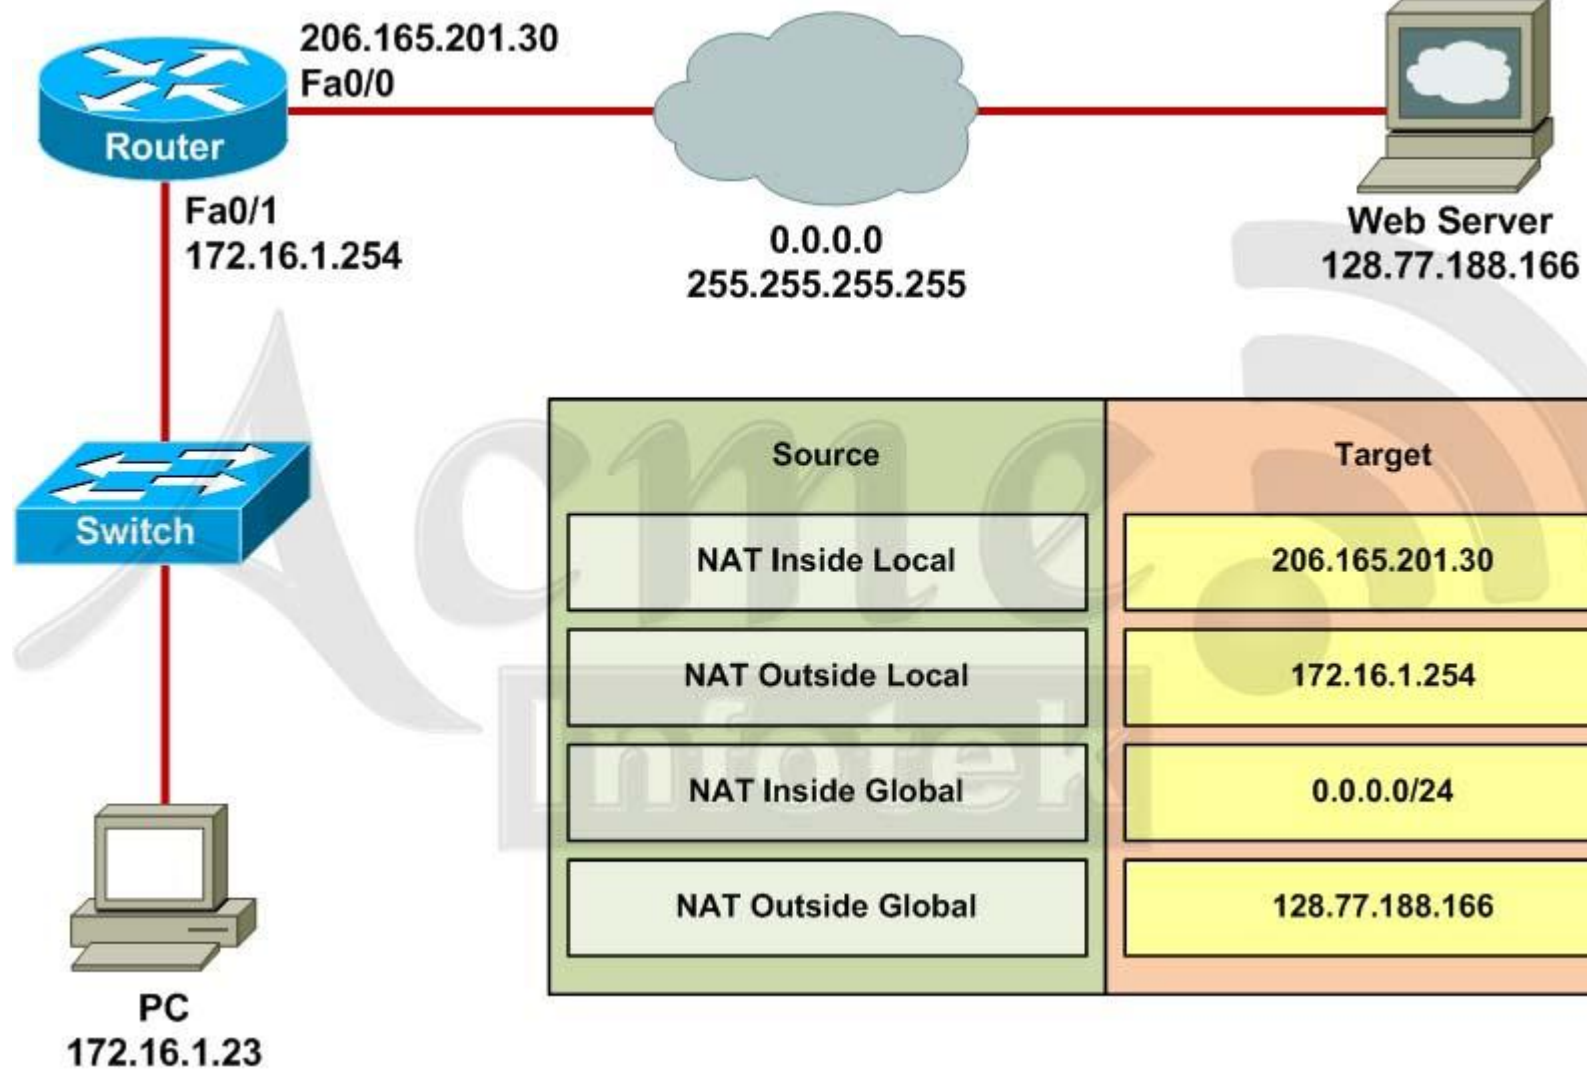 206.165.201.30
Fa0/0
Router
Fa0/1
172.16.1.254
0.0.0.0
255.255.255.255
Web Server
128.77.188.166
Switch
PC
172.16.1.23
Source
Target
NAT Inside Local
206.165.201.30
NAT Outside Local
172.16.1.254
NAT Inside Global
0.0.0.0/24
NAT Outside Global
128.77.188.166
Acme
Infotek